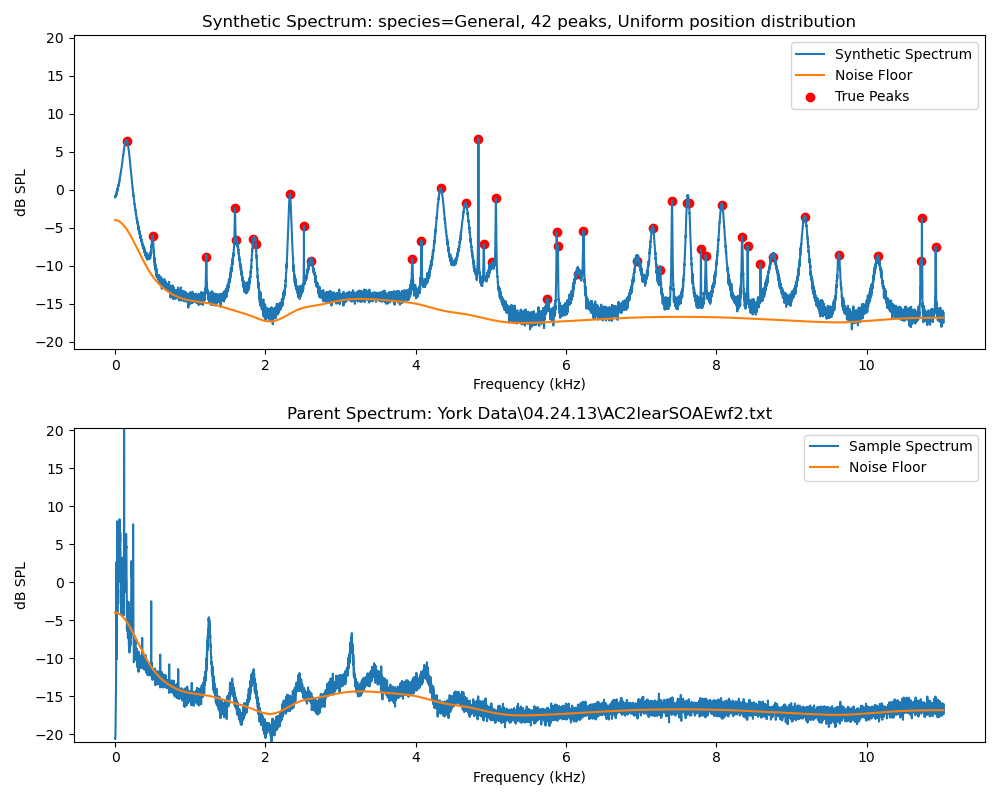 Synthetic Spectrum: species=General, 42 peaks, Uniform position distribution
20
15
10
5
0
−5
−10
−15
−20
dB SPL
Synthetic Spectrum
Noise Floor
True Peaks
0 2 4 6 8 10
Frequency (kHz)
Parent Spectrum: York Data\04.24.13\AC2learSOAEwf2.txt
20
15
10
5
0
−5
−10
−15
−20
dB SPL
Sample Spectrum
Noise Floor
0 2 4 6 8 10
Frequency (kHz)